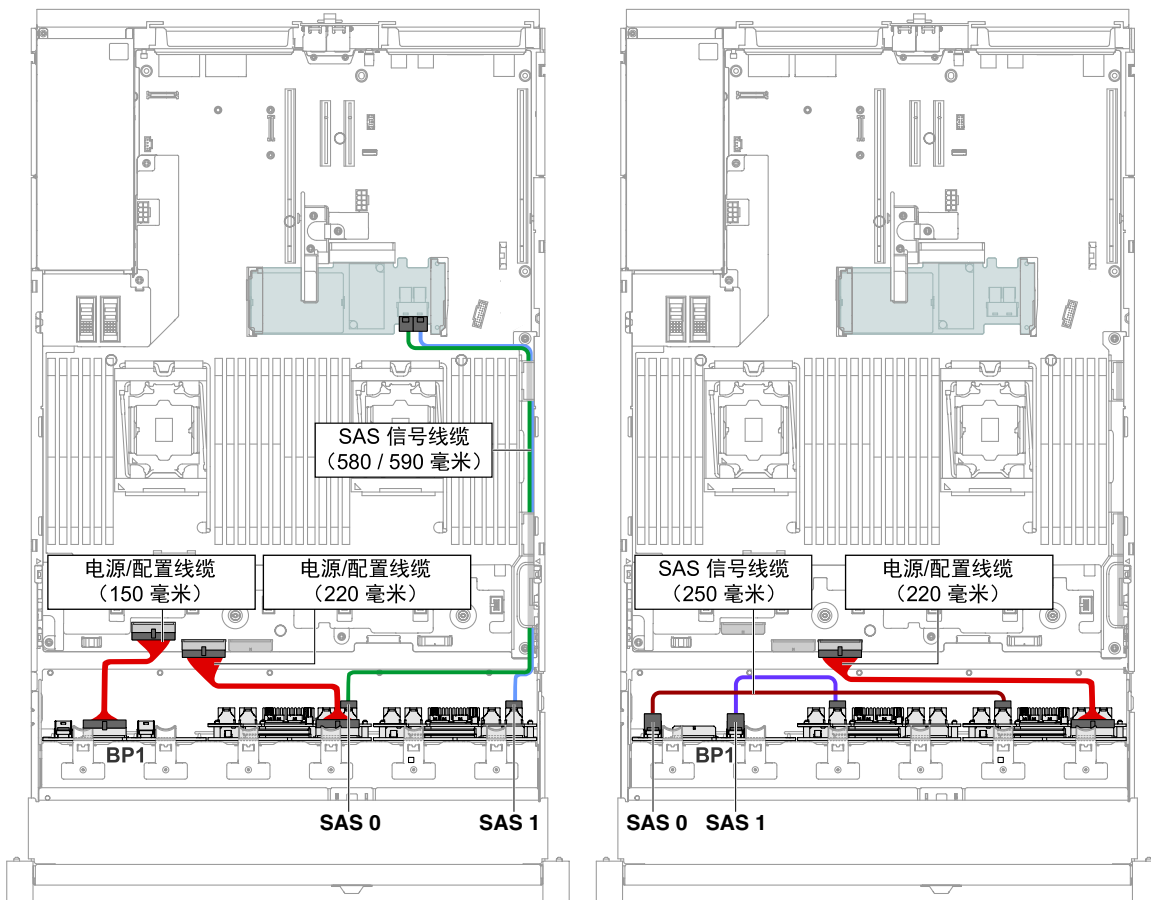 SAS 信号线缆
（580 / 590 毫米）
电源/配置线缆
（150 毫米）
电源/配置线缆
（220 毫米）
BP1
SAS 0
SAS 1
SAS 信号线缆
（250 毫米）
电源/配置线缆
（220 毫米）
BP1
SAS 0
SAS 1